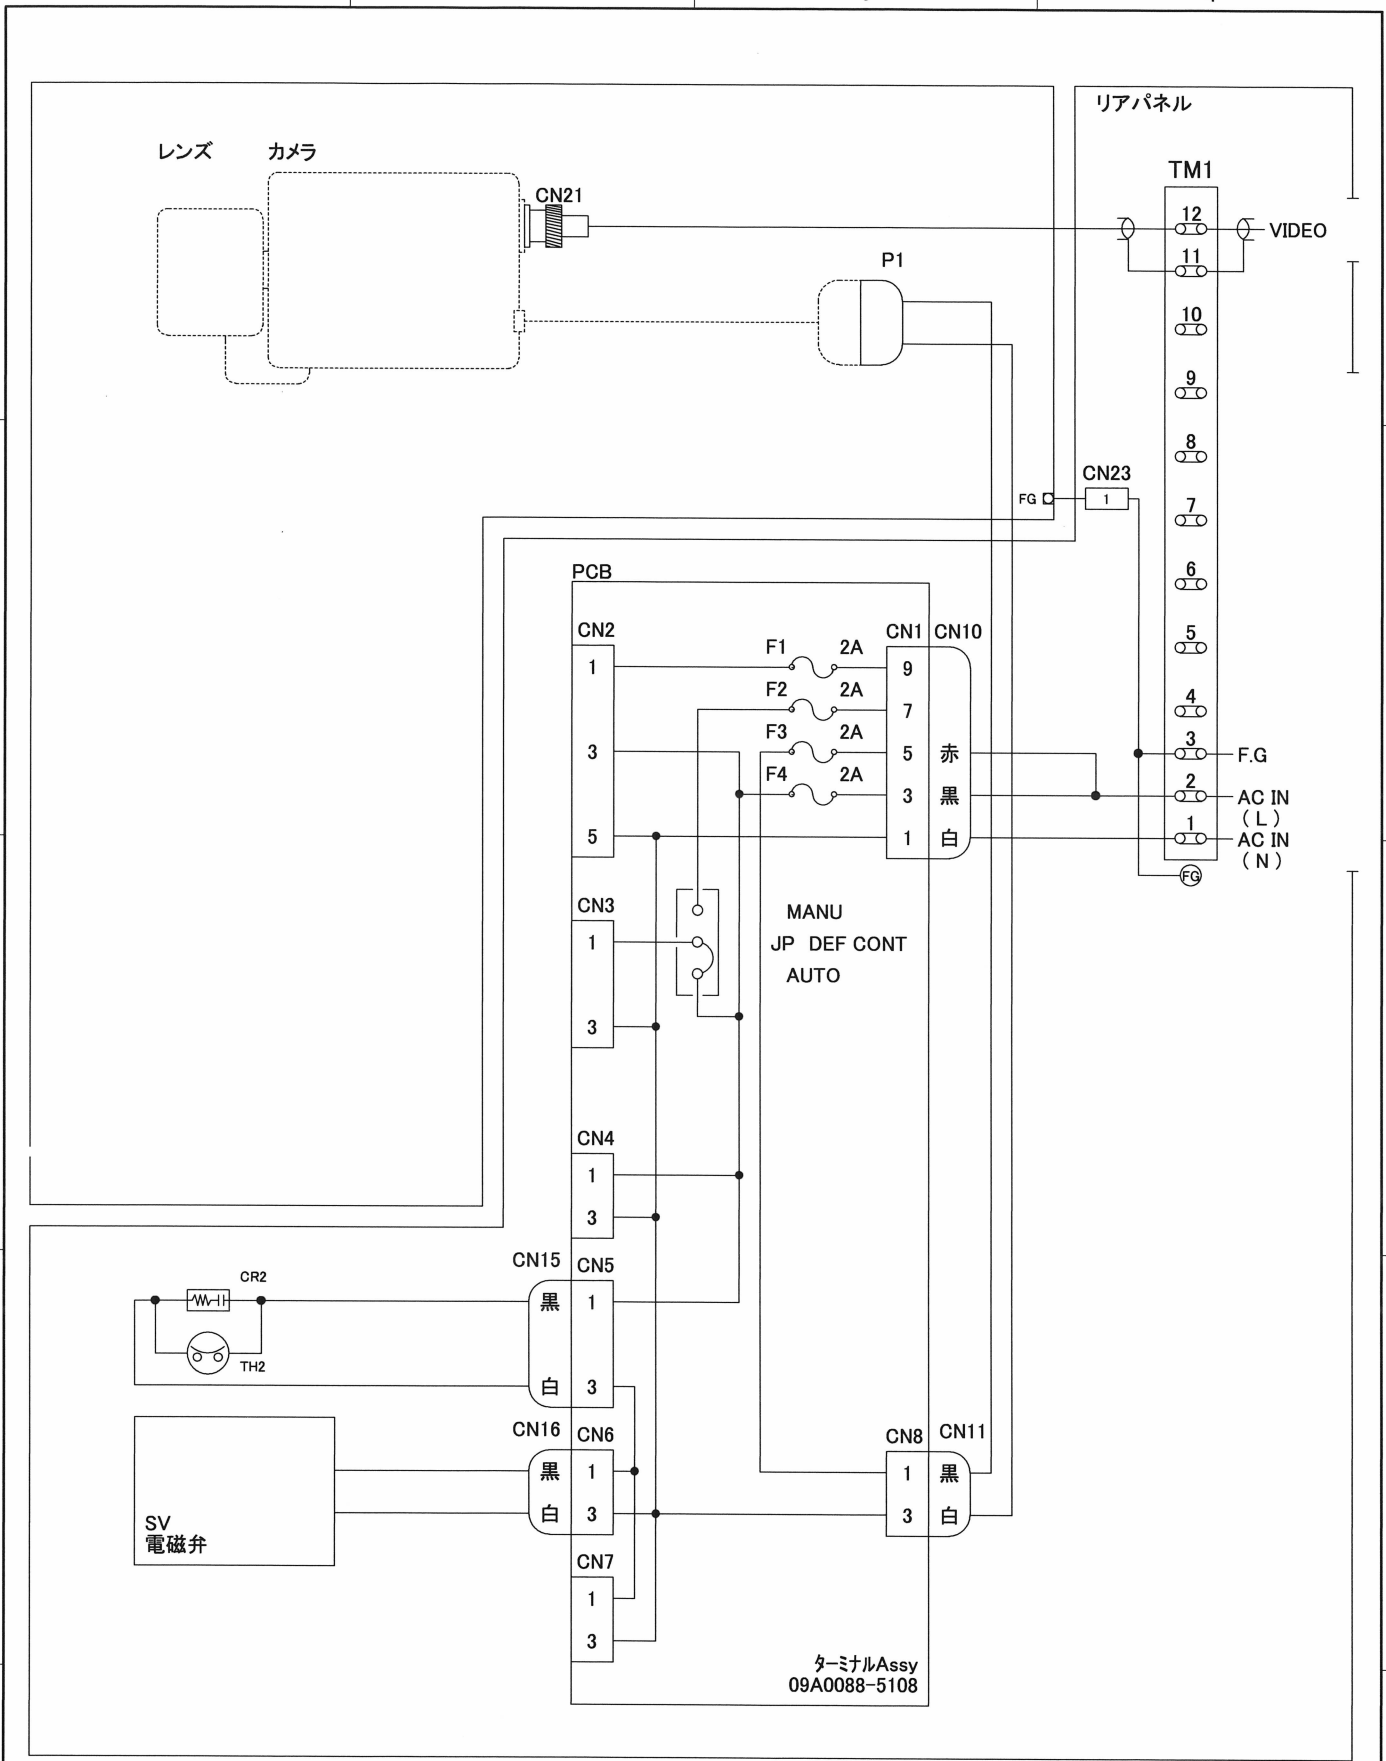 リアパネル
レンズ
カメラ
TM1
CN21
12
VIDEO
11
P1
10
9
8
CN23
FG
1
7
6
PCB
CN2
CN1
CN10
5
1
F1
2A
9
F2
2A
7
4
3
F3
2A
5
赤
3
F.G
F4
2A
3
黒
2
AC IN
(L)
5
1
白
1
AC IN
(N)
FG
CN3
MANU
1
JP DEF CONT
AUTO
3
CN4
1
3
CN15
CN5
CR2
黒
1
TH2
白
3
CN16
CN6
CN8
CN11
黒
1
1
黒
SV
電磁弁
白
3
3
白
CN7
1
3
ターミナルAssy
09A0088-5108